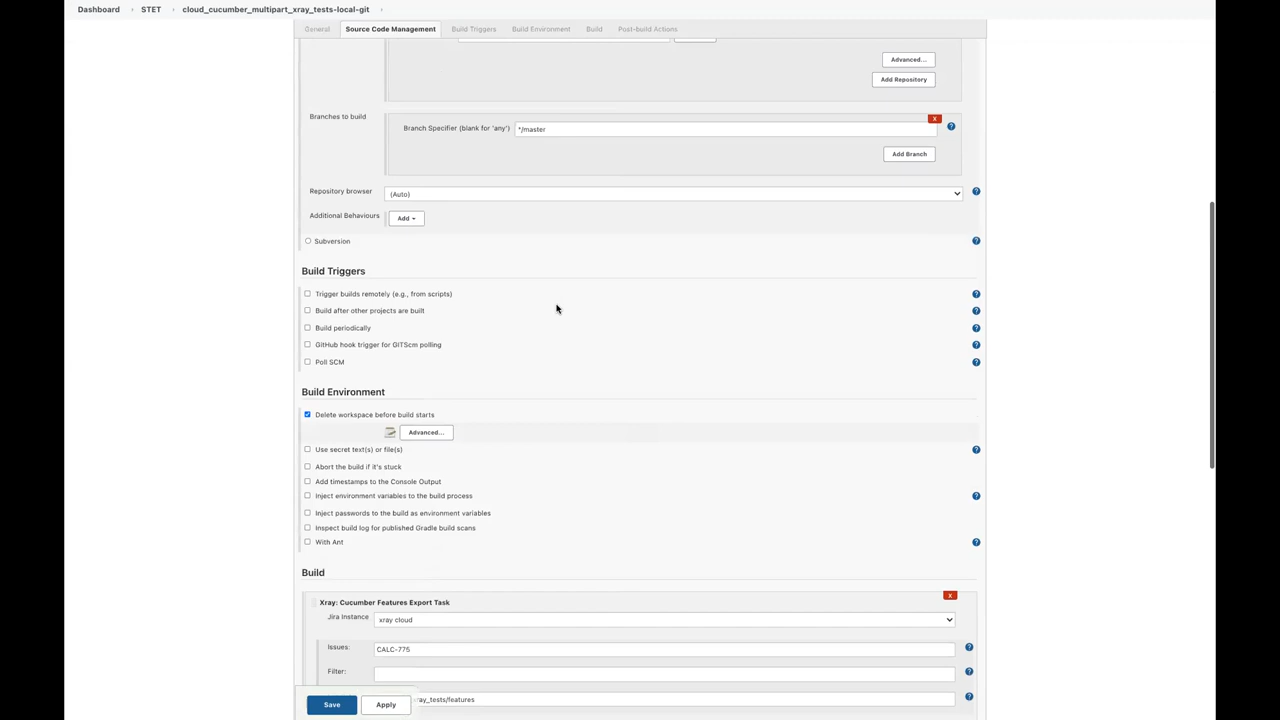 Dashboard › STET › cloud_cucumber_multipart_xray_tests-local-git ›
General Source Code Management Build Triggers Build Environment Build Post-build Actions
Advanced...
Add Repository
Branches to build
X
Branch Specifier (blank for 'any') */master
?
Add Branch
Repository browser (Auto) ?
Additional Behaviours Add
Subversion ?
Build Triggers
Trigger builds remotely (e.g., from scripts) ?
Build after other projects are built ?
Build periodically ?
GitHub hook trigger for GITScm polling ?
Poll SCM ?
Build Environment
Delete workspace before build starts
Advanced...
Use secret text(s) or file(s) ?
Abort the build if it's stuck
Add timestamps to the Console Output
Inject environment variables to the build process ?
Inject passwords to the build as environment variables
Inspect build log for published Gradle build scans
With Ant ?
Build
X
Xray: Cucumber Features Export Task
Jira Instance xray cloud
Issues: CALC-775 ?
Filter: ?
ray_tests/features ?
Save Apply